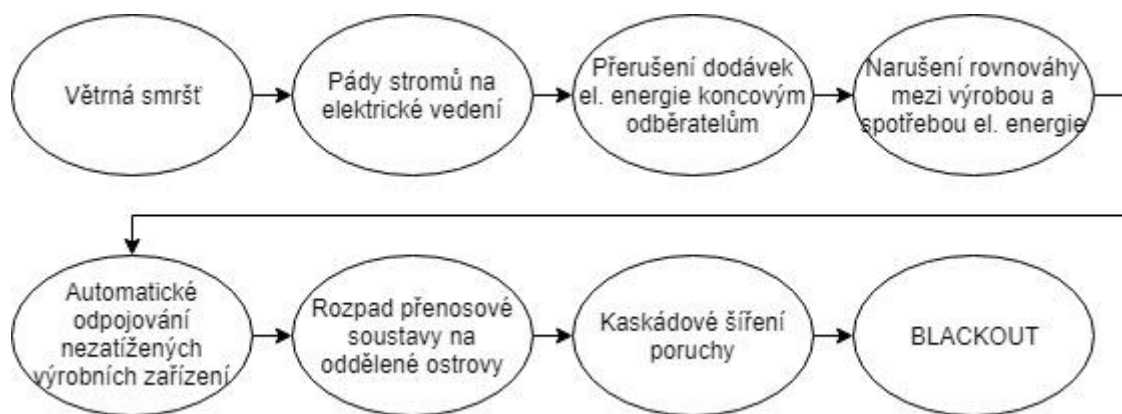 Větrná smršť
Pády stromů na
elektrické vedení
Přerušení dodávek
el. energie koncovým
odběratelům
Narušení rovnováhy
mezi výrobou a
spotřebou el. energie
Automatické
odpojování
nezatížených
výrobních zařízení
Rozpad přenosové
soustavy na
oddělené ostrovy
Kaskádové šíření
poruchy
BLACKOUT